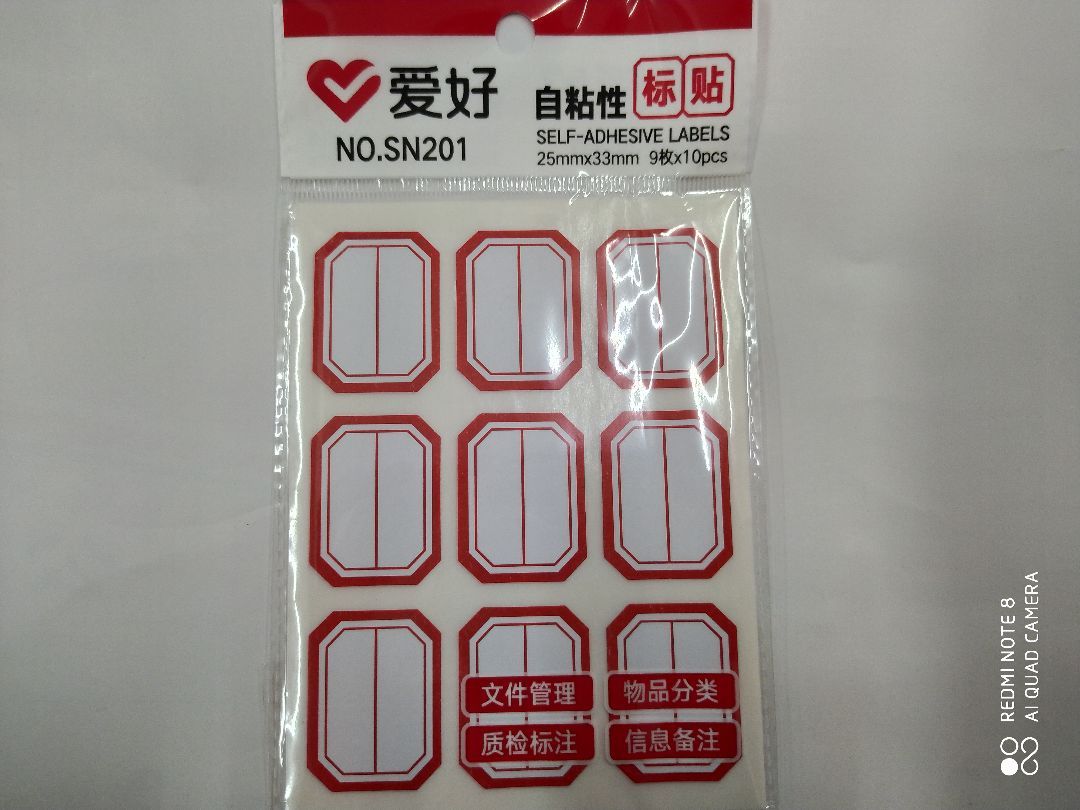 爱好
NO.SN201
自粘性标贴
SELF-ADHESIVE LABELS
25mmx33mm 9枚x10pcs
文件管理
物品分类
质检标注
信息备注
REDMI NOTE 8
AI QUAD CAMERA